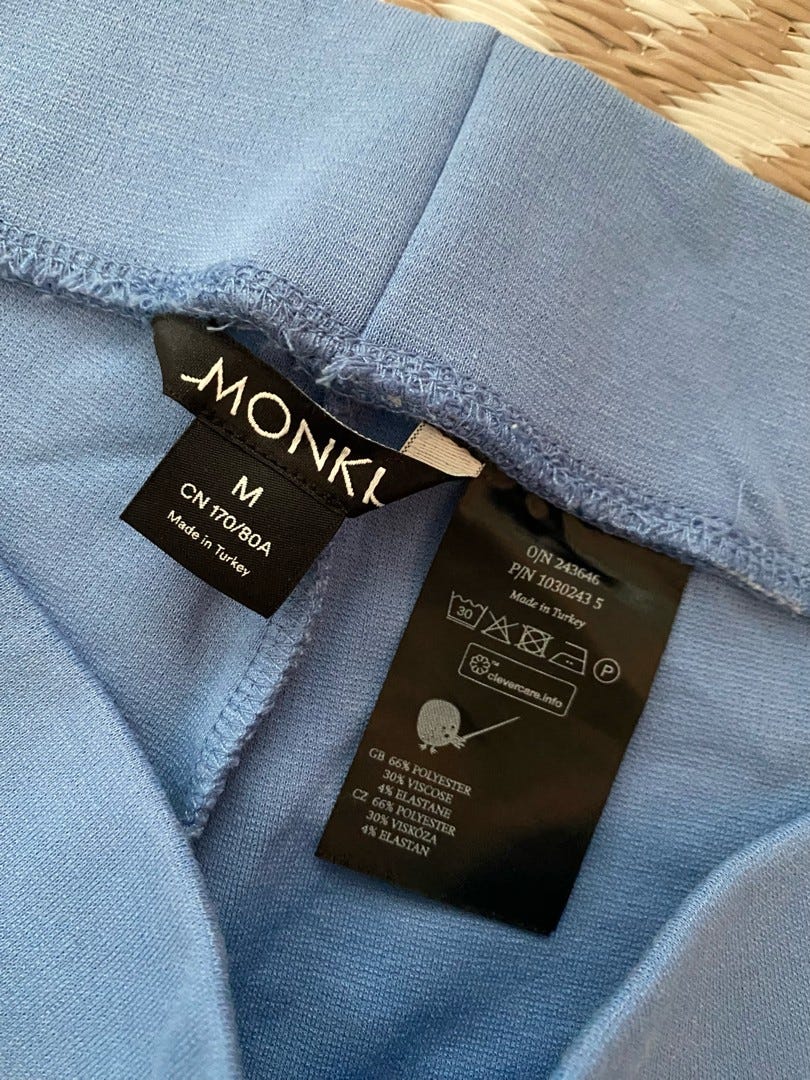 MONKI
M
CN 170/80A
Made in Turkey
O/N 243646
P/N 1030243 5
Made in Turkey
30
P
clevercare.info
GB 66% POLYESTER
30% VISCOSE
4% ELASTANE
CZ 66% POLYESTER
30% VISKÓZA
4% ELASTAN